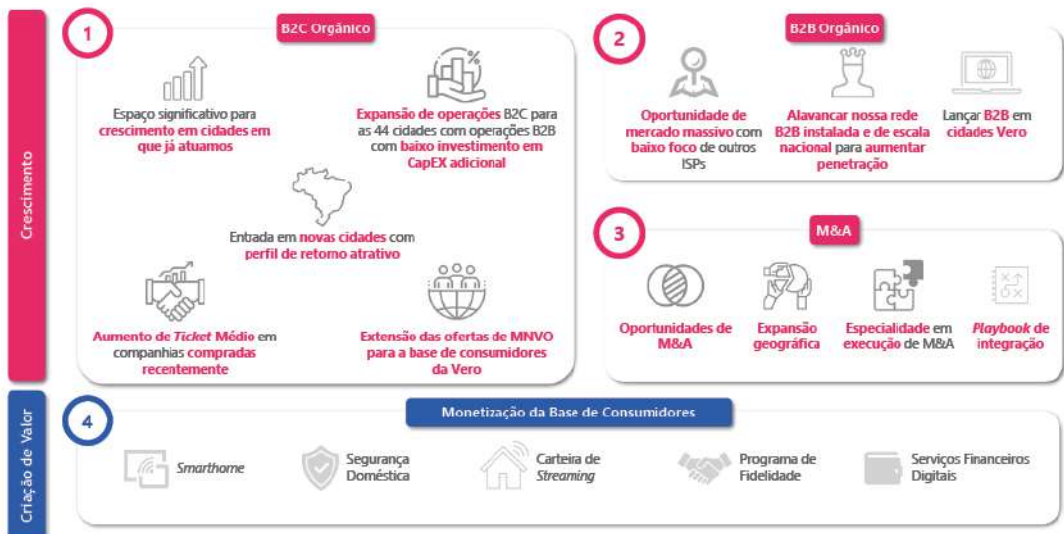 Crescimento
1
B2C Orgânico
Espaço significativo para
crescimento em cidades em
que já atuamos
Expansão de operações B2C para
as 44 cidades com operações B2B
com baixo investimento em
CapEX adicional
Entrada em novas cidades com
perfil de retorno atrativo
Aumento de Ticket Médio em
companhias compradas
recentemente
Extensão das ofertas de MNVO
para a base de consumidores
da Vero
2
B2B Orgânico
Oportunidade de
mercado massivo com
baixo foco de outros
ISPs
Alavancar nossa rede
B2B instalada e de escala
nacional para aumentar
penetração
Lançar B2B em
cidades Vero
3
M&A
Oportunidades de
M&A
Expansão
geográfica
Especialidade em
execução de M&A
Playbook de
integração
Criação de Valor
4
Monetização da Base de Consumidores
Smarthome
Segurança
Doméstica
Carteira de
Streaming
Programa de
Fidelidade
Serviços Financeiros
Digitais